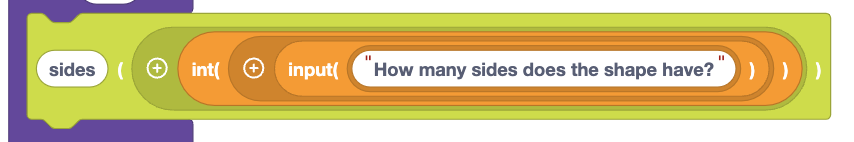 sides ( + int( + input( "How many sides does the shape have?" ) ) )